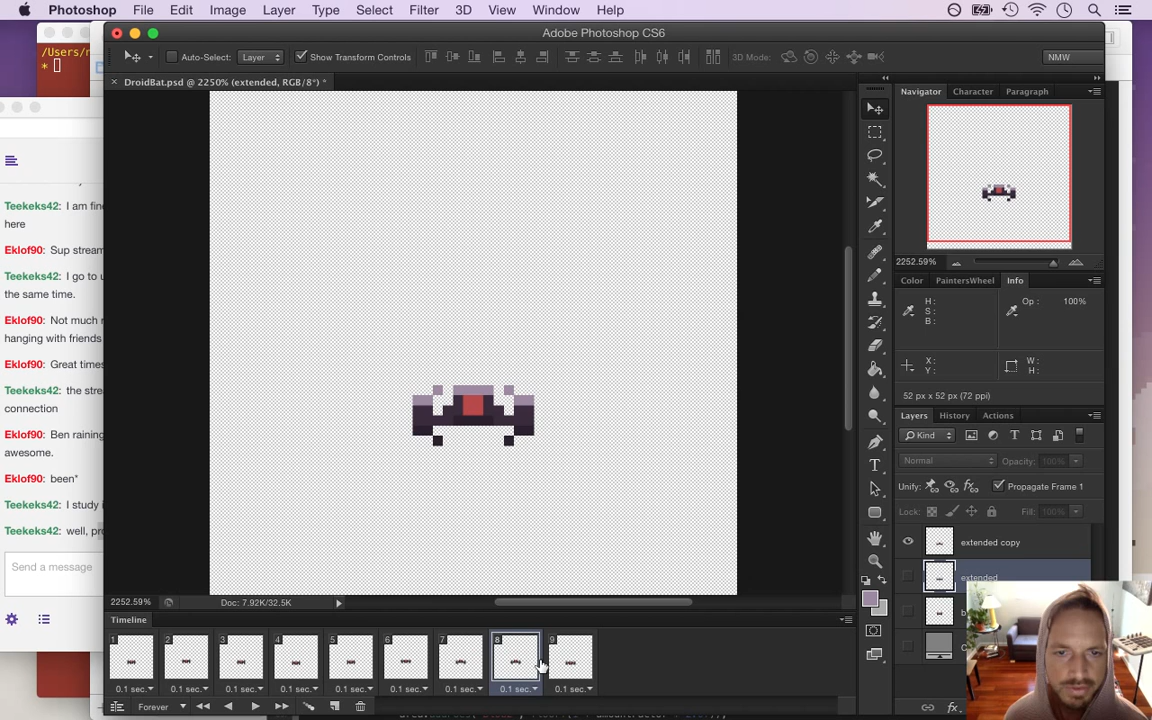 Photoshop File Edit Image Layer Type Select Filter 3D View Window Help
Adobe Photoshop CS6
Auto-Select: Layer Show Transform Controls 3D Mode: NMW
/Users/
*
DroidBat.psd @ 2250% (extended, RGB/8*) *
Navigator Character Paragraph
Teekeks42: I am fine
here
Eklof90: Sup stream
Teekeks42: I go to
the same time.
Eklof90: Not much
hanging with friends
Eklof90: Great times
Teekeks42: the
connection
Eklof90: Ben raining
awesome.
Eklof90: been*
Teekeks42: I study
Teekeks42: well,
Send a message
2252.59%
Color PaintersWheel Info
H:
S:
B:
Op: 100%
X:
Y:
W:
H:
52 px x 52 px (72 ppi)
Layers History Actions
Kind
Normal Opacity: 100%
Unify: Propagate Frame 1
Lock: Fill: 100%
extended copy
extended
2252.59% Doc: 7.92K/32.5K
Timeline
1 2 3 4 5 6 7 8 9
0.1 sec. 0.1 sec. 0.1 sec. 0.1 sec. 0.1 sec. 0.1 sec. 0.1 sec. 0.1 sec. 0.1 sec.
Forever